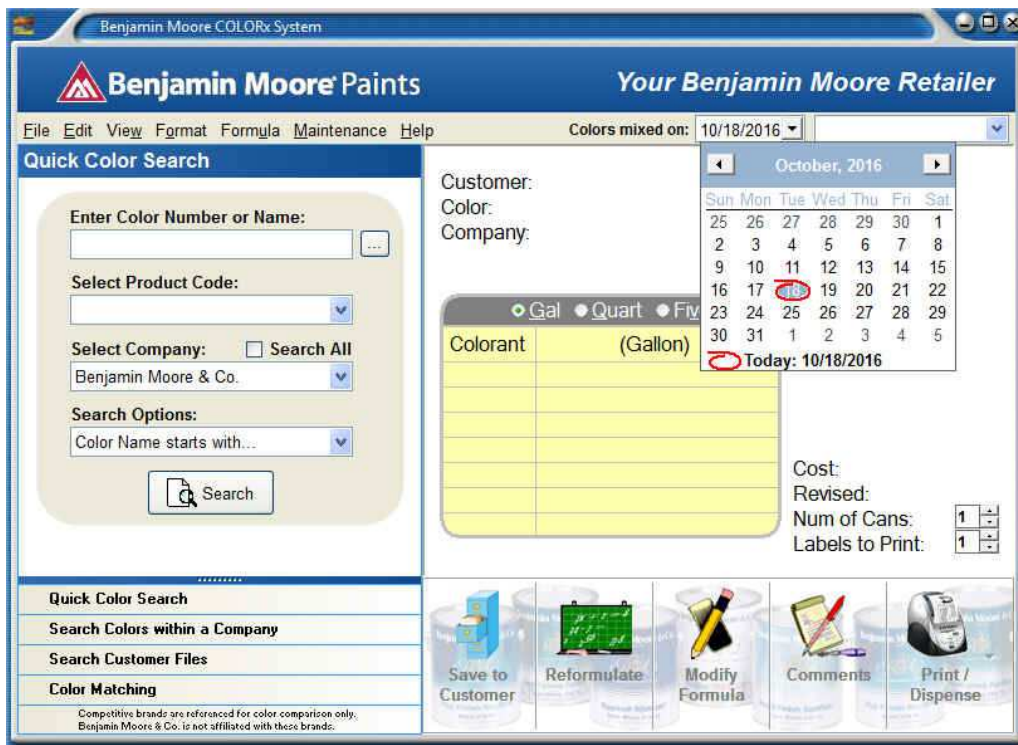 Benjamin Moore COLORx System
Benjamin Moore Paints
Your Benjamin Moore Retailer
File Edit View Format Formula Maintenance Help
Colors mixed on: 10/18/2016
Quick Color Search
Enter Color Number or Name:
...
Select Product Code:
Select Company: Search All
Benjamin Moore & Co.
Search Options:
Color Name starts with...
Search
Customer:
Color:
Company:
October, 2016
Sun Mon Tue Wed Thu Fri Sat
25 26 27 28 29 30 1
2 3 4 5 6 7 8
9 10 11 12 13 14 15
16 17 18 19 20 21 22
23 24 25 26 27 28 29
30 31 1 2 3 4 5
Today: 10/18/2016
Gal Quart Fiv
Colorant (Gallon)
Cost:
Revised:
Num of Cans: 1
Labels to Print: 1
Quick Color Search
Search Colors within a Company
Search Customer Files
Color Matching
Competitive brands are referenced for color comparison only.
Benjamin Moore & Co. is not affiliated with these brands.
Save to
Customer
Reformulate
Modify
Formula
Comments
Print /
Dispense